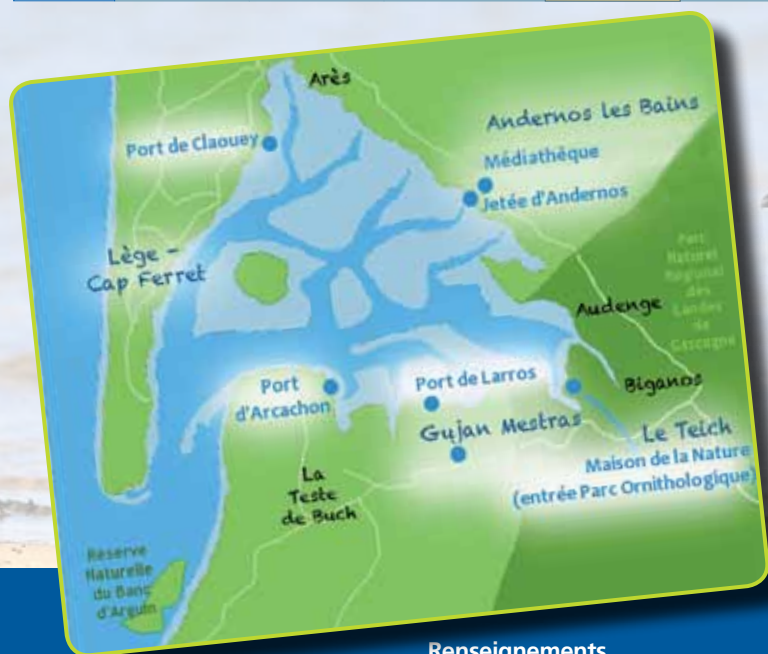 Arès
Andernos les Bains
Port de Claouey
Médiathèque
Jetée d'Andernos
Lège -
Cap Ferret
Parc
Naturel
Régional
des
Landes
de
Gascogne
Audenge
Port
d'Arcachon
Port de Larros
Biganos
Gujan Mestras
Le Teich
Maison de la Nature
(entrée Parc Ornithologique)
La
Teste
de Buch
Réserve
Naturelle
du Banc
d'Arguin
Renseignements